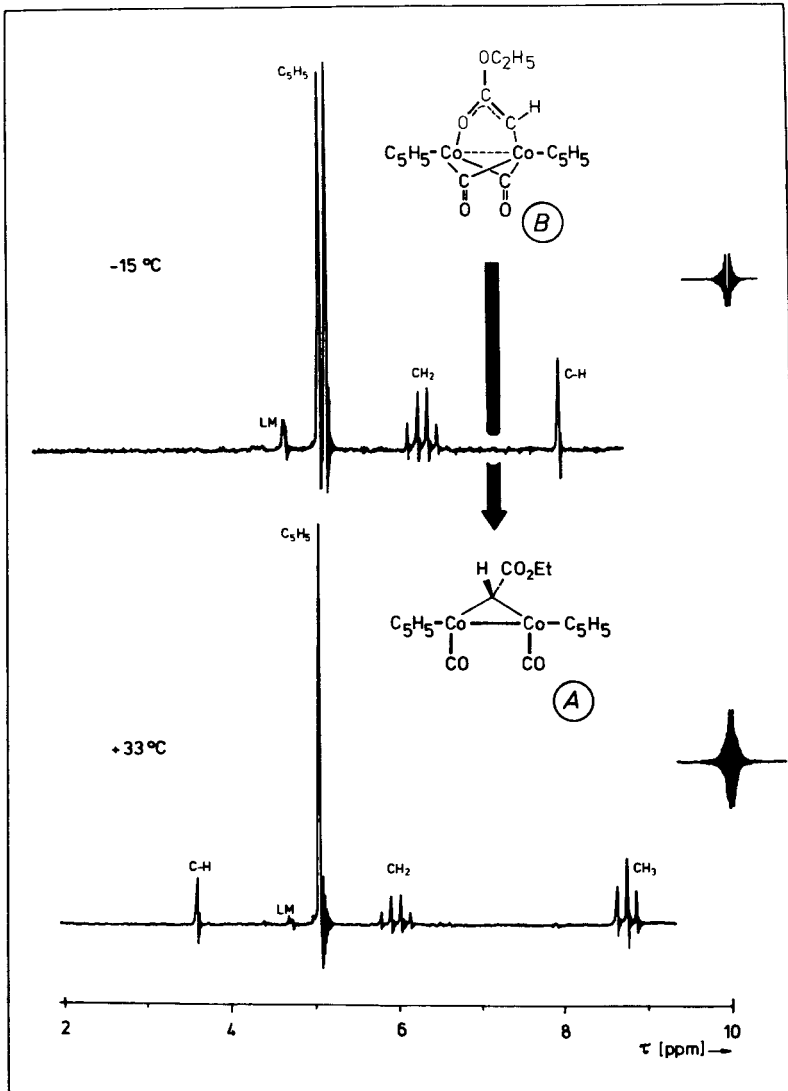 OC₂H₅
C₅H₅
C
H
O
C
C₅H₅-Co
Co-C₅H₅
C
C
O
O
B
-15 °C
CH₂
C-H
LM
C₅H₅
H
CO₂Et
C₅H₅-Co
Co-C₅H₅
CO
CO
A
+33 °C
C-H
CH₂
CH₃
LM
2
4
6
8
10
τ [ppm]→